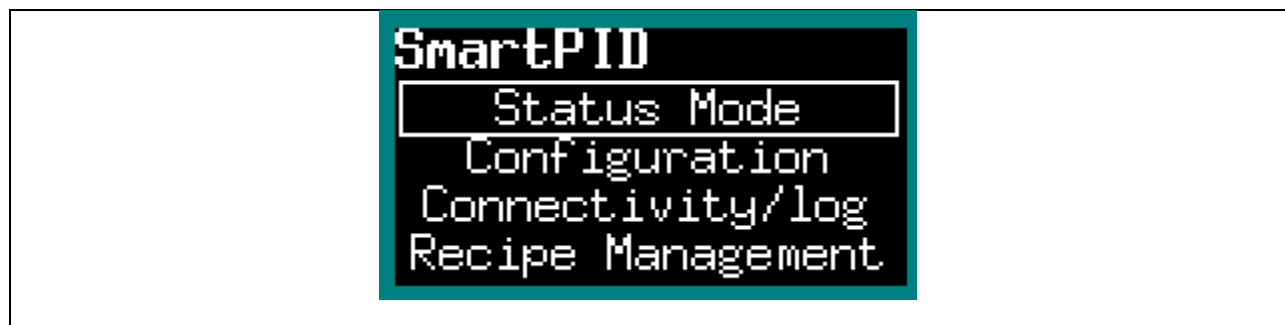 SmartPID
Status Mode
Configuration
Connectivity/log
Recipe Management